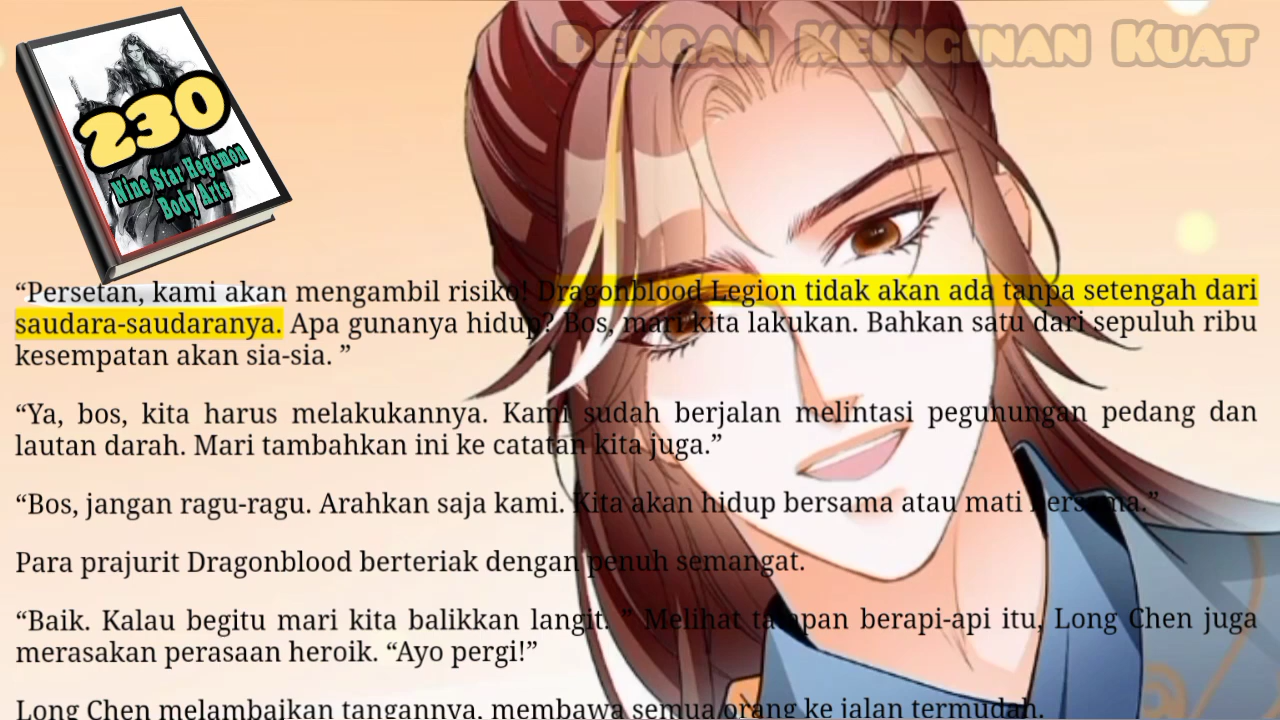 Dengan Keinginan Kuat
230
Nine Star Hegemon
Body Arts
“Persetan, kami akan mengambil risiko! Dragonblood Legion tidak akan ada tanpa setengah dari
saudara-saudaranya. Apa gunanya hidup? Bos, mari kita lakukan. Bahkan satu dari sepuluh ribu
kesempatan akan sia-sia. ”
“Ya, bos, kita harus melakukannya. Kami sudah berjalan melintasi pegunungan pedang dan
lautan darah. Mari tambahkan ini ke catatan kita juga.”
“Bos, jangan ragu-ragu. Arahkan saja kami. Kita akan hidup bersama atau mati bersama.”
Para prajurit Dragonblood berteriak dengan penuh semangat.
“Baik. Kalau begitu mari kita balikkan langit. ” Melihat tatapan berapi-api itu, Long Chen juga
merasakan perasaan heroik. “Ayo pergi!”
Long Chen melambaikan tangannya, membawa semua orang ke jalan termudah.